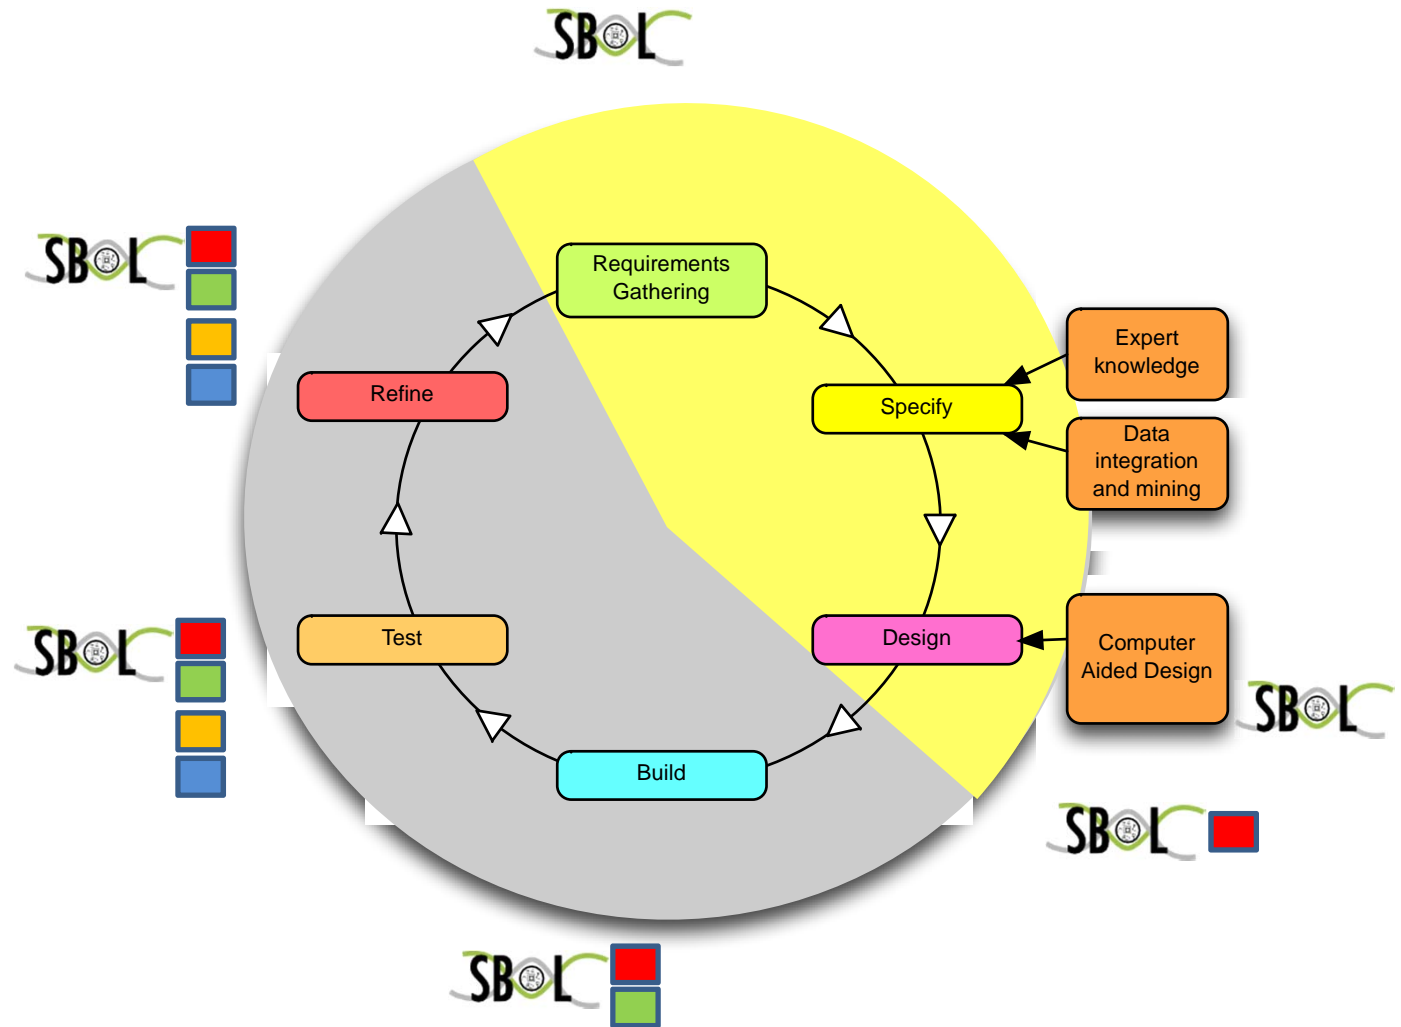 SBOL
SBOL
Requirements
Gathering
Expert
knowledge
Refine
Specify
Data
integration
and mining
SBOL
Test
Design
Computer
Aided Design
SBOL
Build
SBOL
SBOL